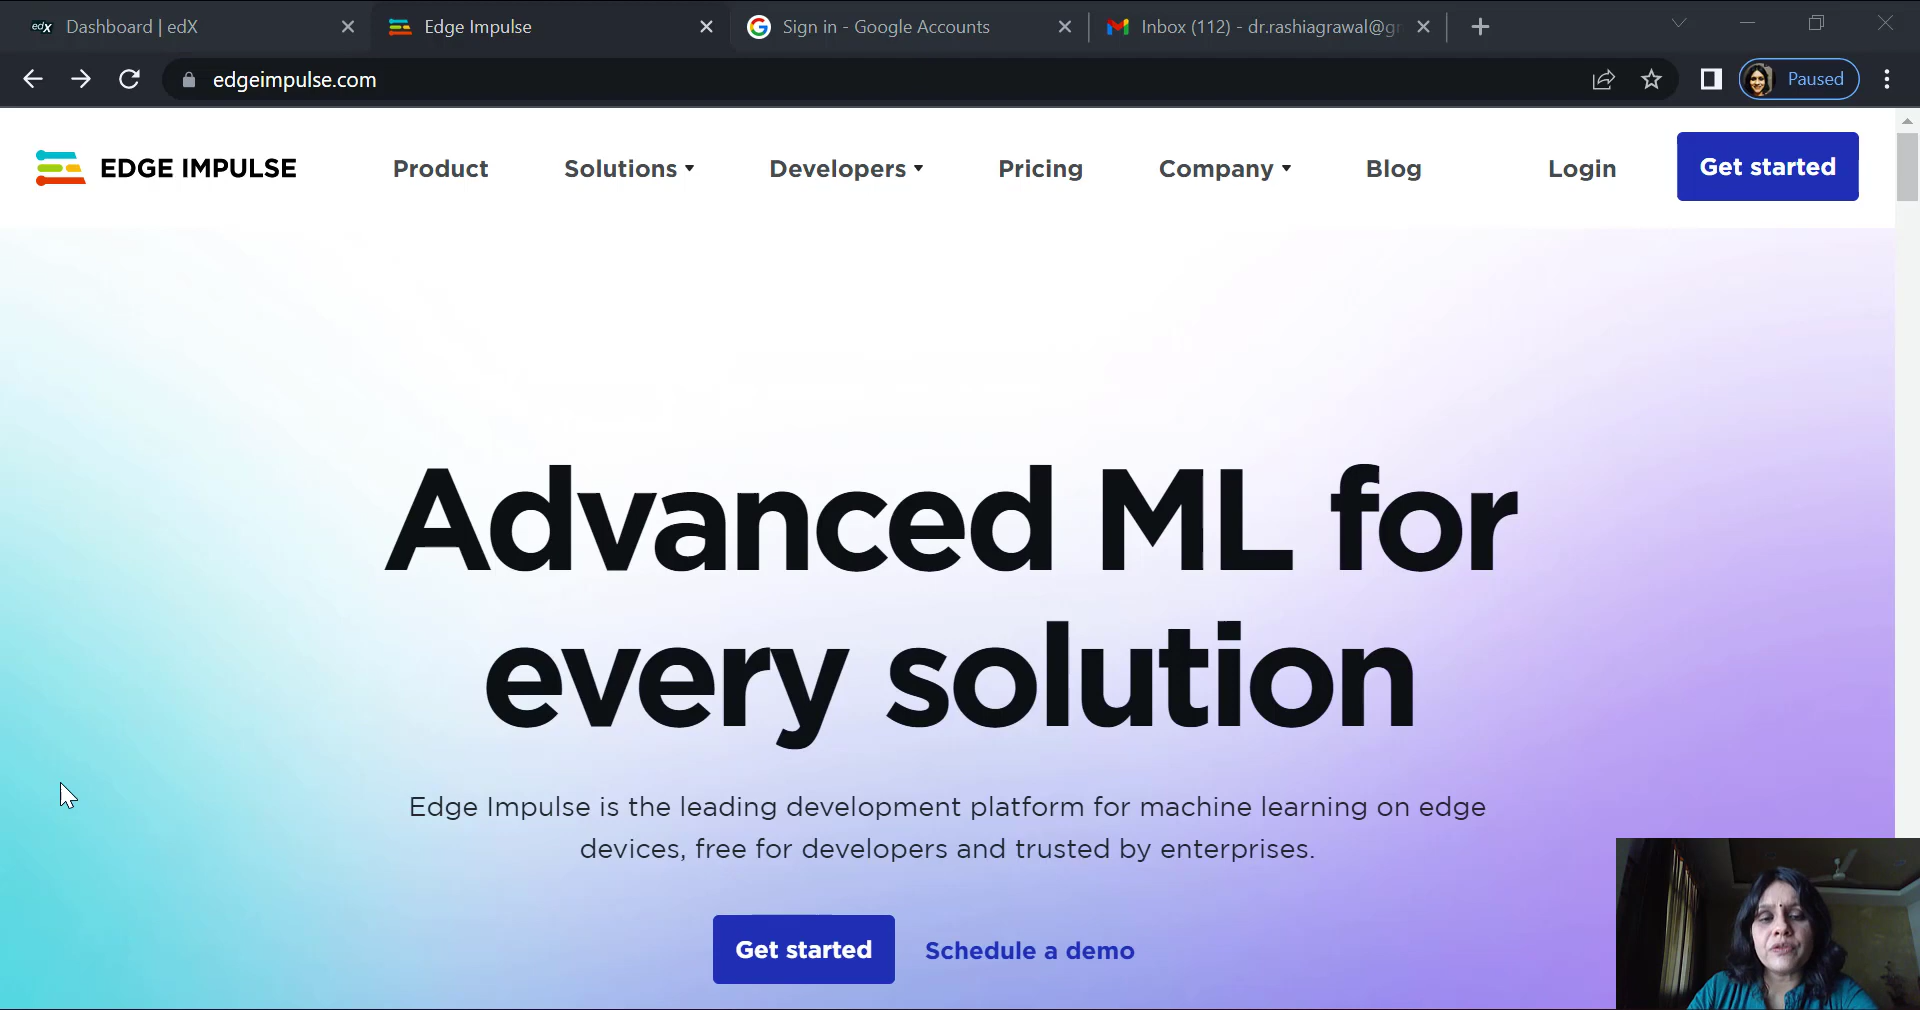 edX Dashboard | edX
Edge Impulse
Sign in - Google Accounts
Inbox (112) - dr.rashiagrawal@gr
edgeimpulse.com
Paused
EDGE IMPULSE
Product
Solutions
Developers
Pricing
Company
Blog
Login
Get started
Advanced ML for
every solution
Edge Impulse is the leading development platform for machine learning on edge
devices, free for developers and trusted by enterprises.
Get started
Schedule a demo